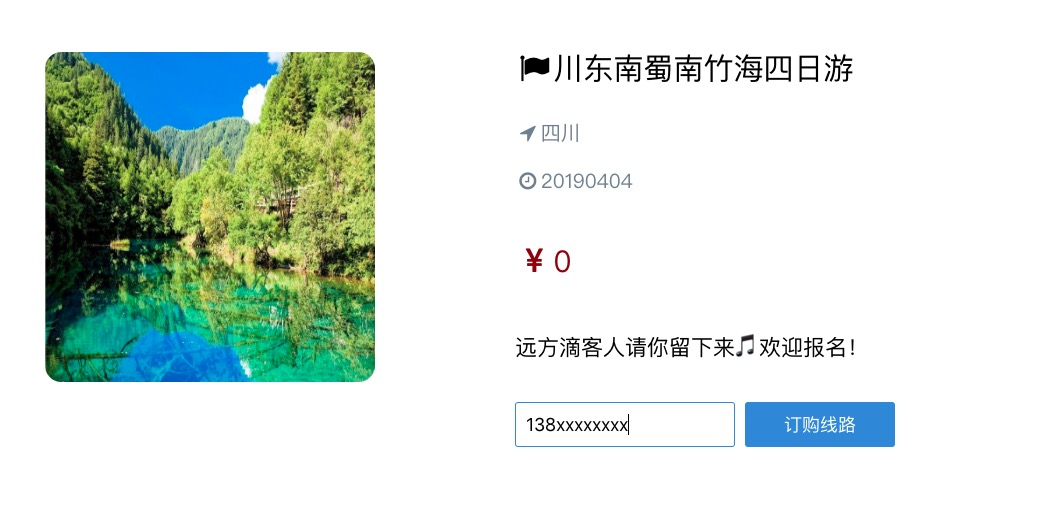 川东南蜀南竹海四日游
四川
20190404
¥ 0
远方滴客人请你留下来🎵欢迎报名！
138xxxxxxxx
订购线路